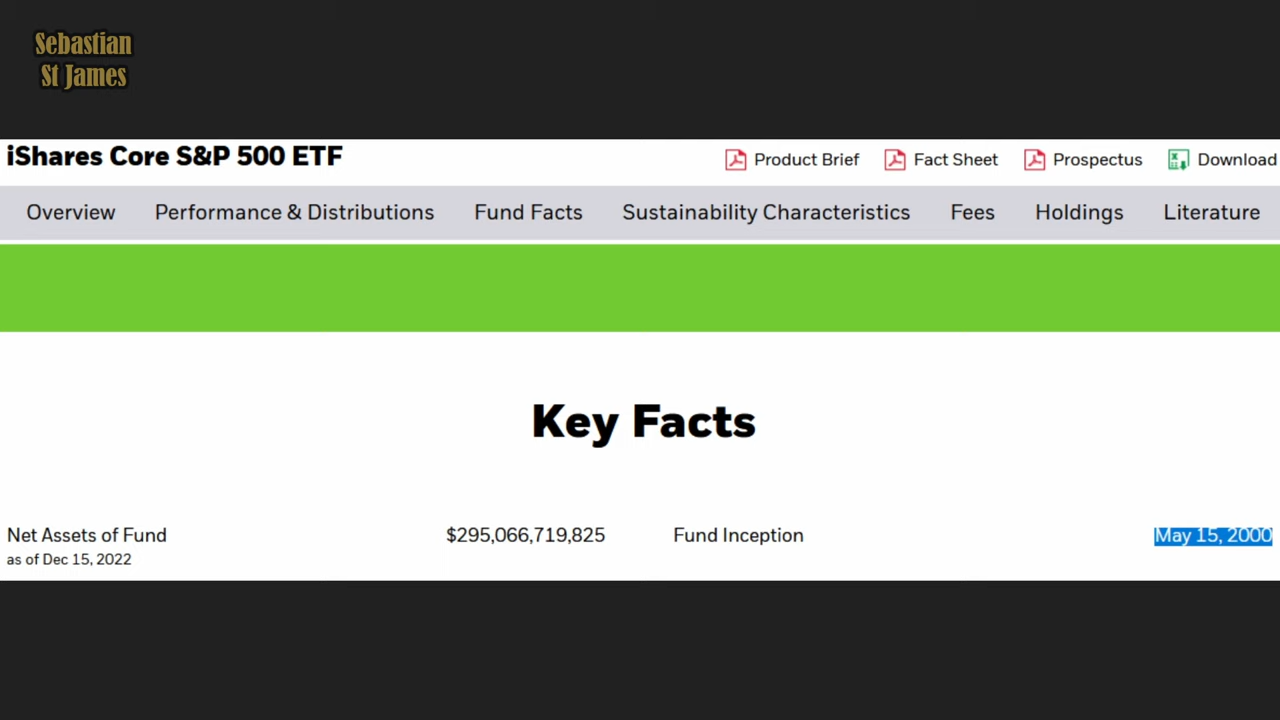 Sebastian
St James
iShares Core S&P 500 ETF
Product Brief Fact Sheet Prospectus Download
Overview Performance & Distributions Fund Facts Sustainability Characteristics Fees Holdings Literature
Key Facts
Net Assets of Fund $295,066,719,825 Fund Inception May 15, 2000
as of Dec 15, 2022